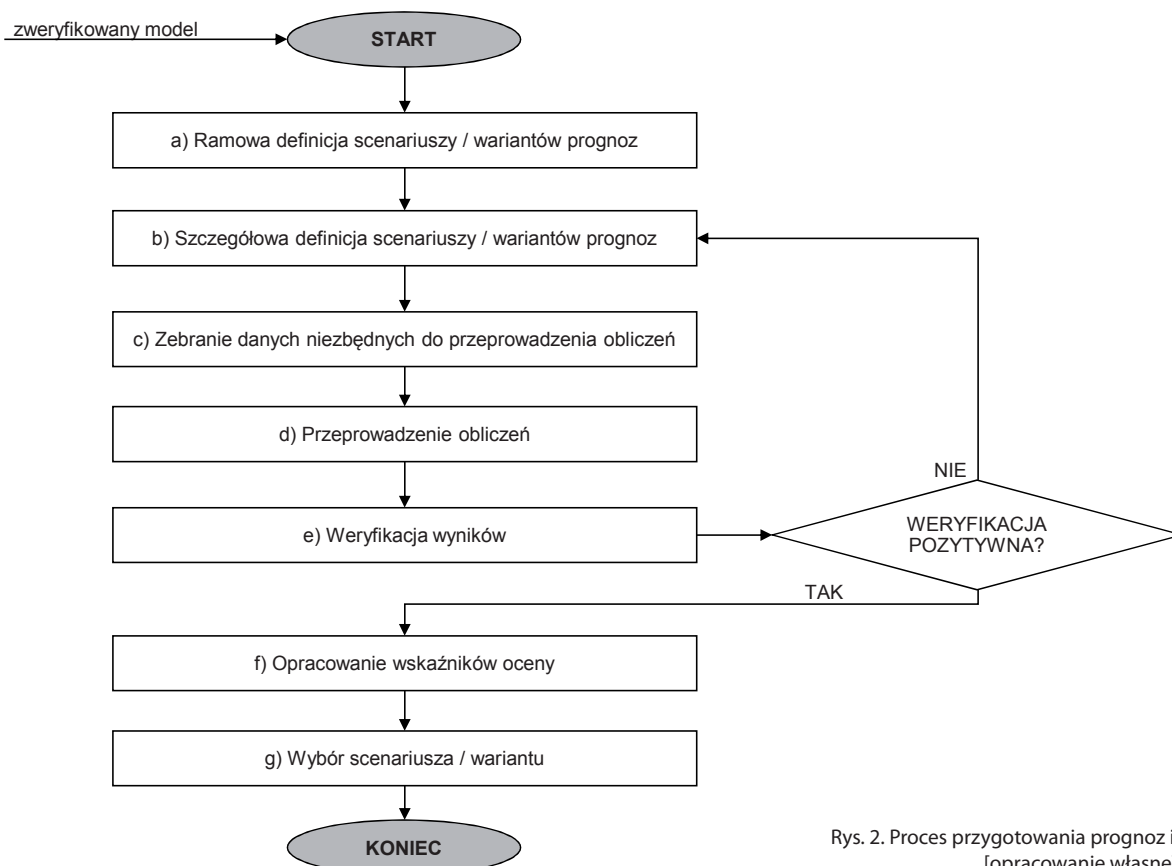 zweryfikowany model
START
a) Ramowa definicja scenariuszy / wariantów prognoz
b) Szczegółowa definicja scenariuszy / wariantów prognoz
c) Zebranie danych niezbędnych do przeprowadzenia obliczeń
d) Przeprowadzenie obliczeń
NIE
e) Weryfikacja wyników
WERYFIKACJA
POZYTYWNA?
TAK
f) Opracowanie wskaźników oceny
g) Wybór scenariusza / wariantu
KONIEC
Rys. 2. Proces przygotowania prognoz i
[opracowanie własne